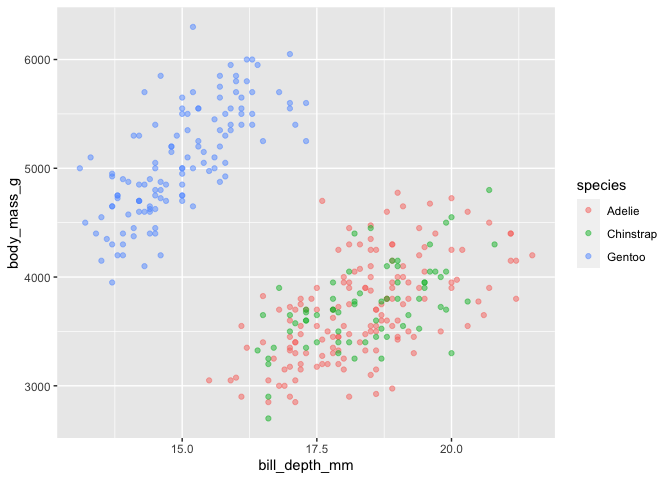 6000
5000
4000
3000
body_mass_g
15.0
17.5
20.0
bill_depth_mm
species
Adelie
Chinstrap
Gentoo